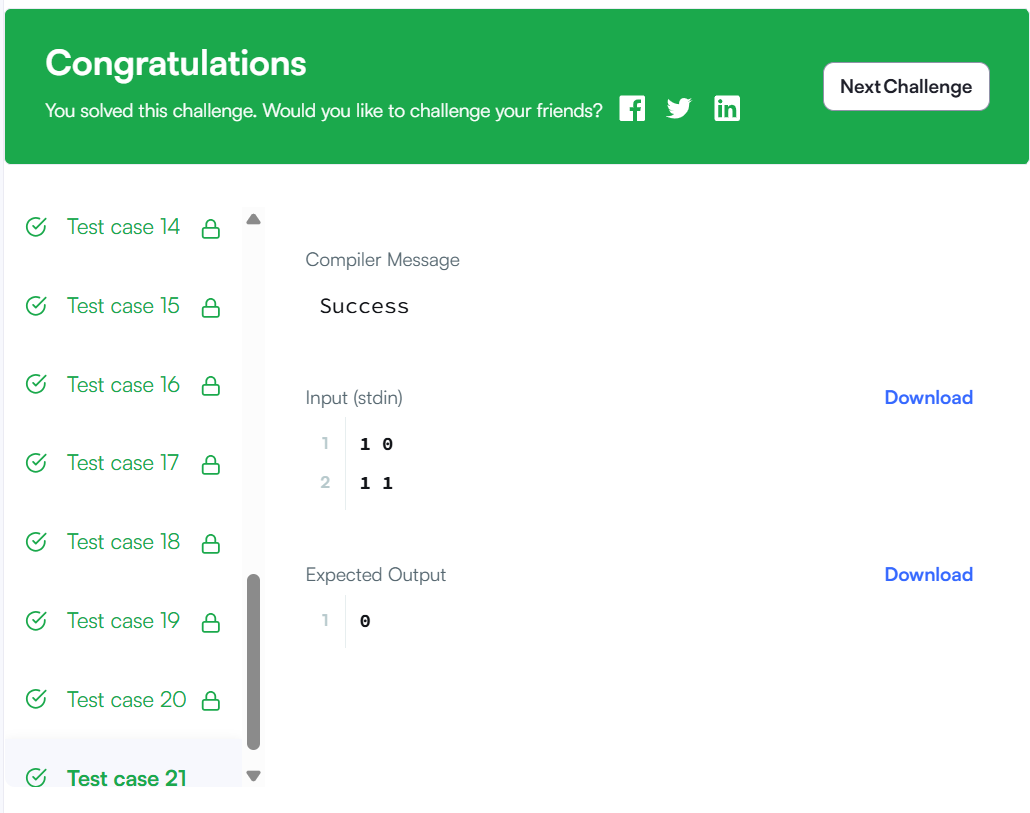 Congratulations
You solved this challenge. Would you like to challenge your friends?
Next Challenge
Test case 14
Test case 15
Test case 16
Test case 17
Test case 18
Test case 19
Test case 20
Test case 21
Compiler Message
Success
Input (stdin)
Download
1 1 0
2 1 1
Expected Output
Download
1 0